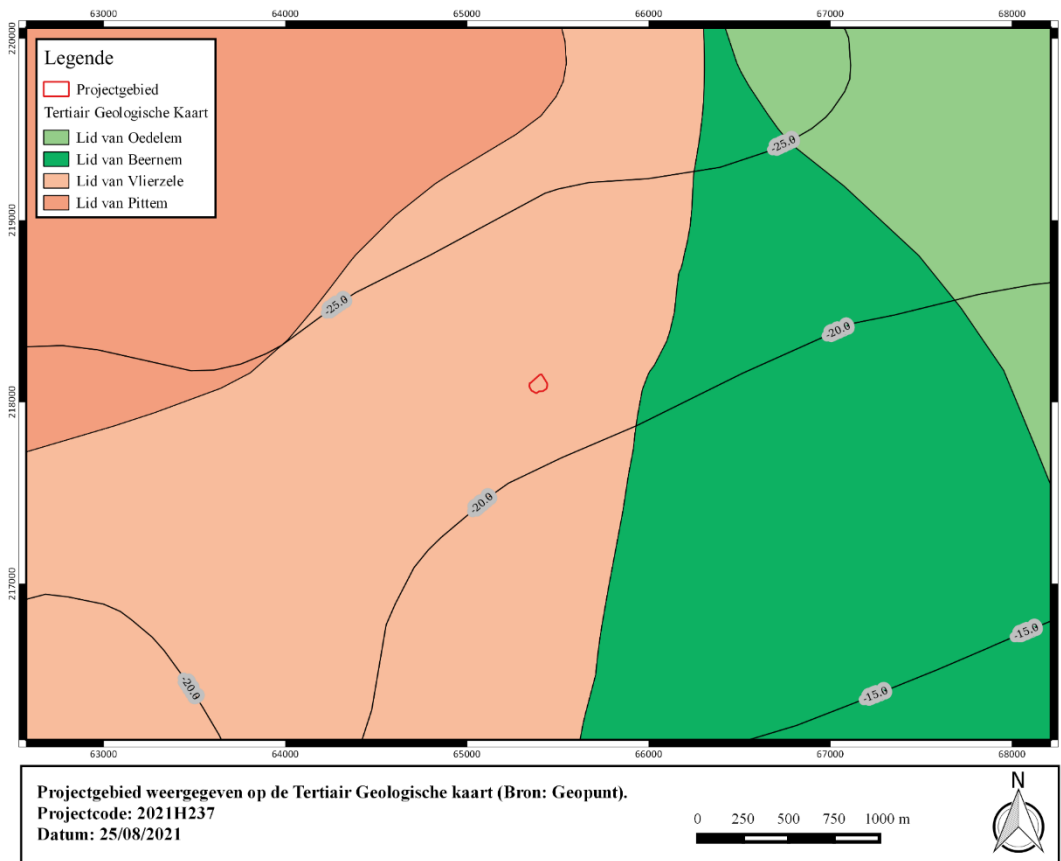 63000 64000 65000 66000 67000 68000
220000
219000
218000
217000
Legende
Projectgebied
Tertiair Geologische Kaart
Lid van Oedelem
Lid van Beernem
Lid van Vlierzele
Lid van Pittem
-25.0
-25.0
-20.0
-20.0
-15.0
-20.0
-15.0
63000 64000 65000 66000 67000 68000
Projectgebied weergegeven op de Tertiair Geologische kaart (Bron: Geopunt).
Projectcode: 2021H237
Datum: 25/08/2021
0 250 500 750 1000 m
N